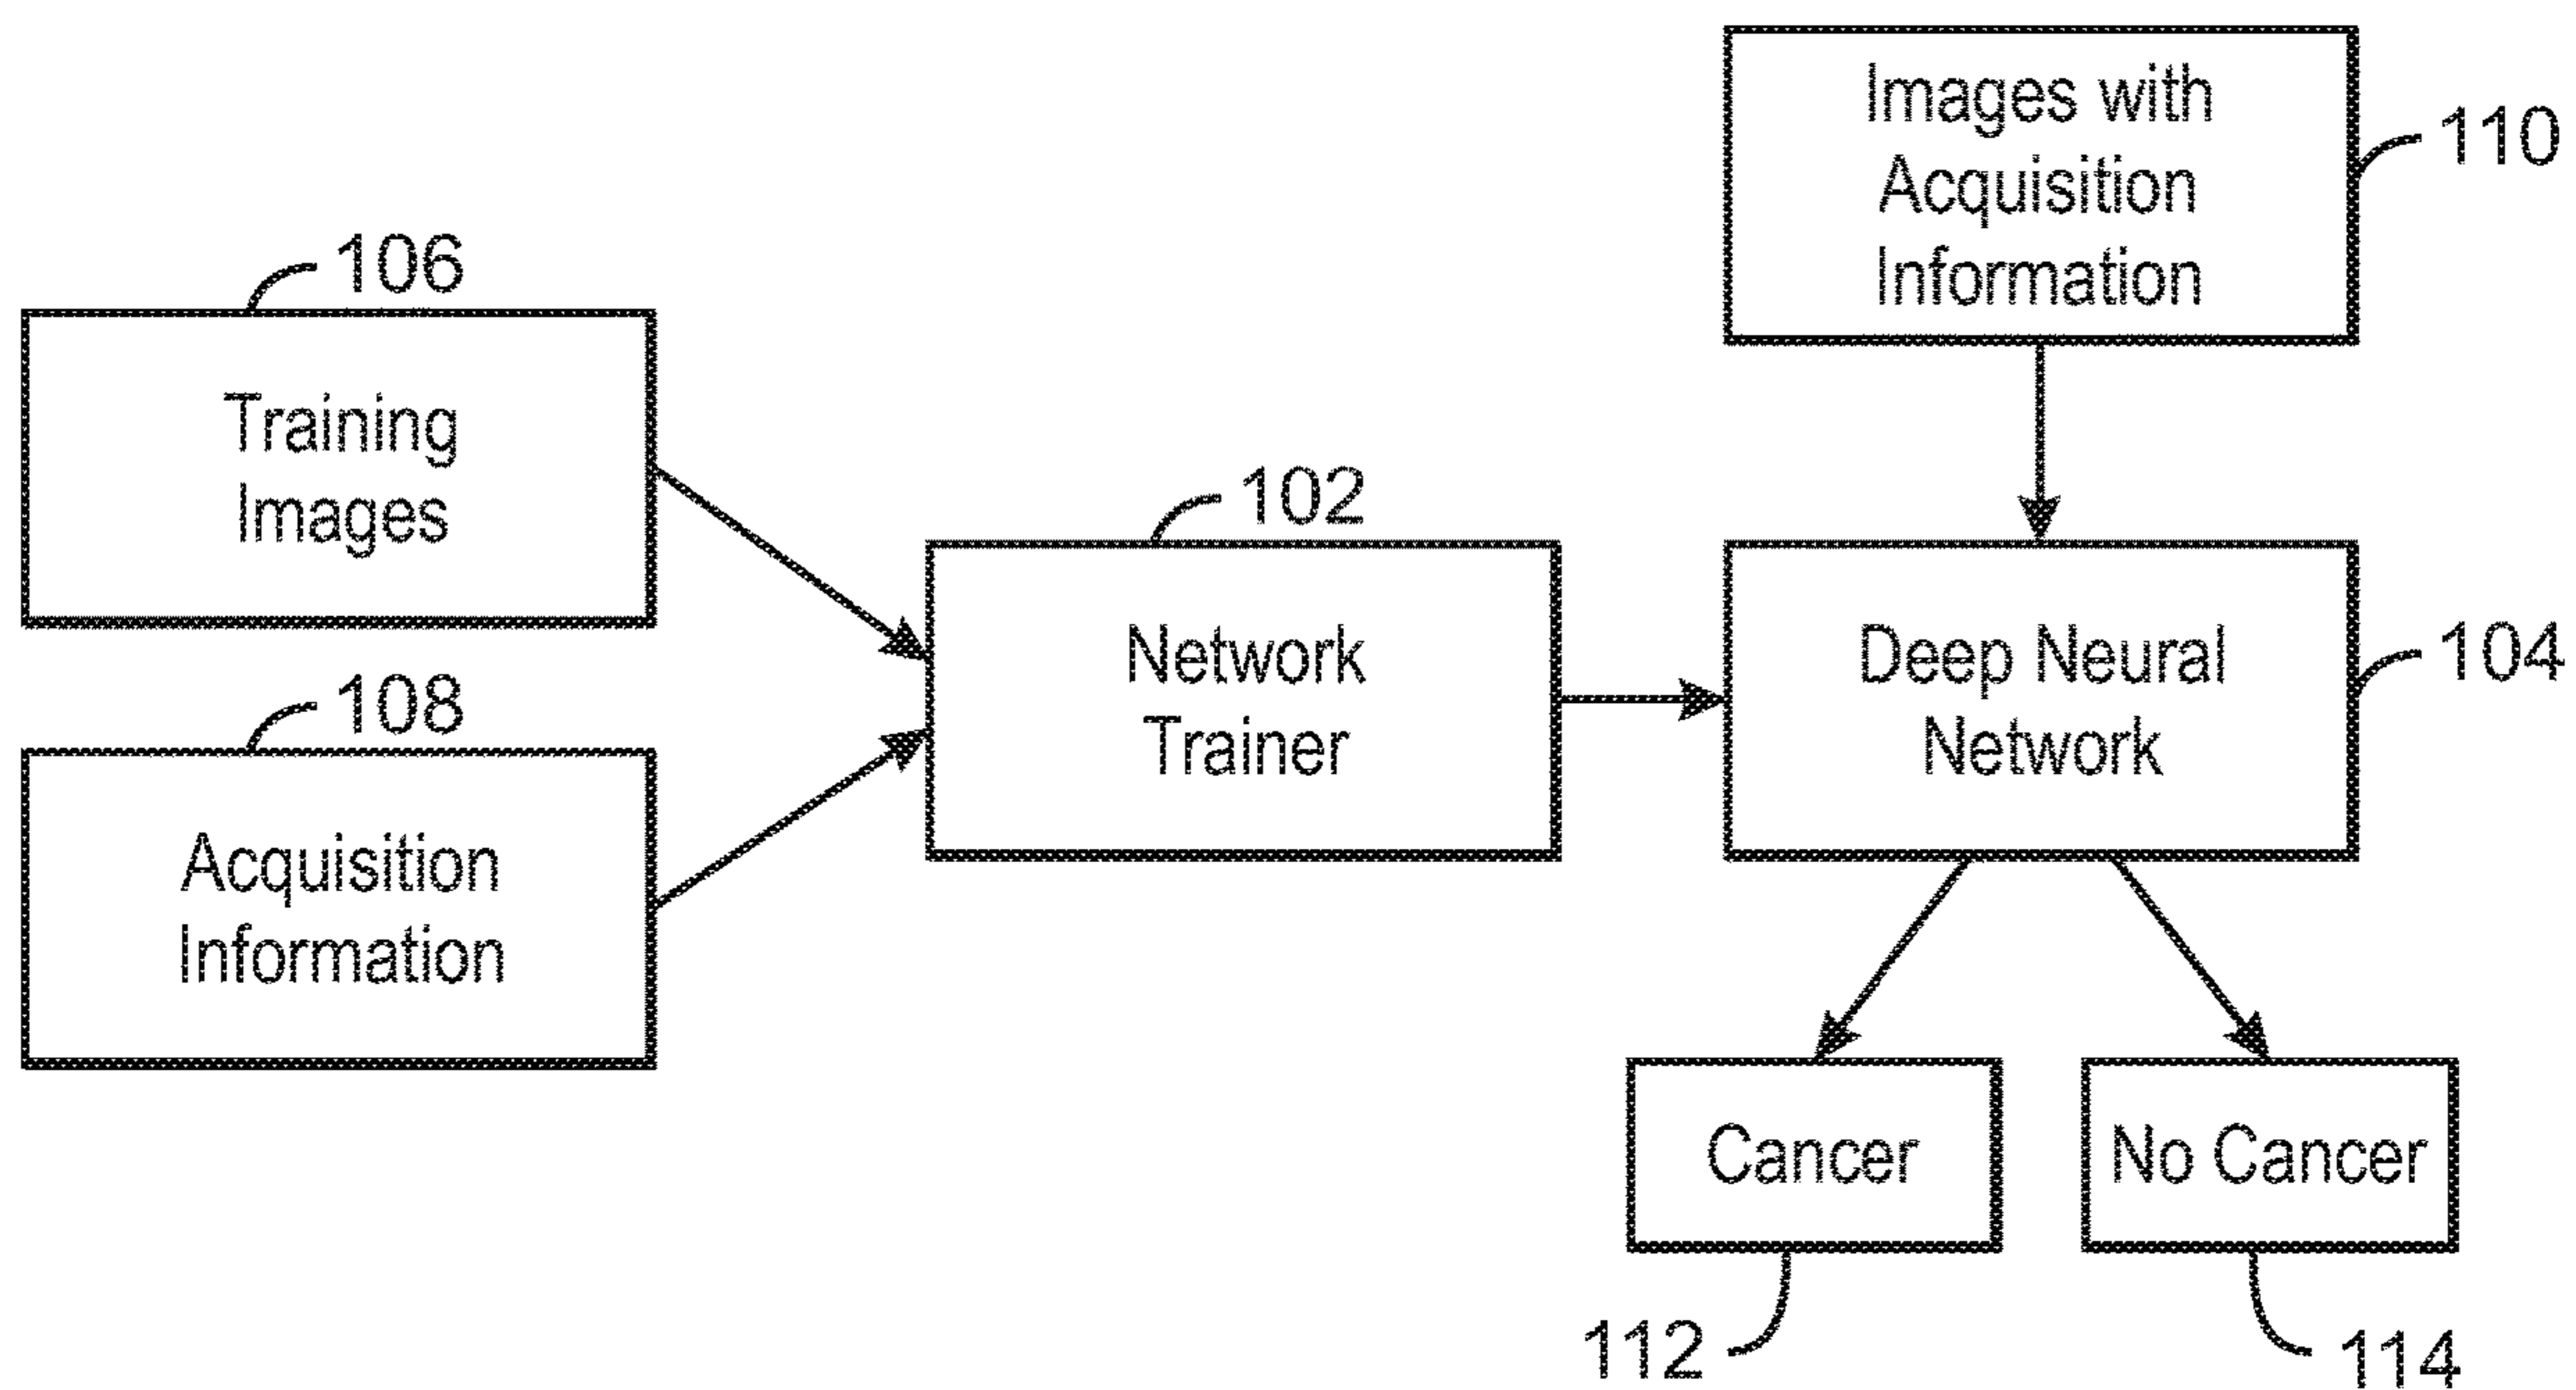 Images with
Acquisition
Information
110
106
Training
Images
102
Network
Trainer
Deep Neural
Network
104
108
Acquisition
Information
Cancer
No Cancer
112
114